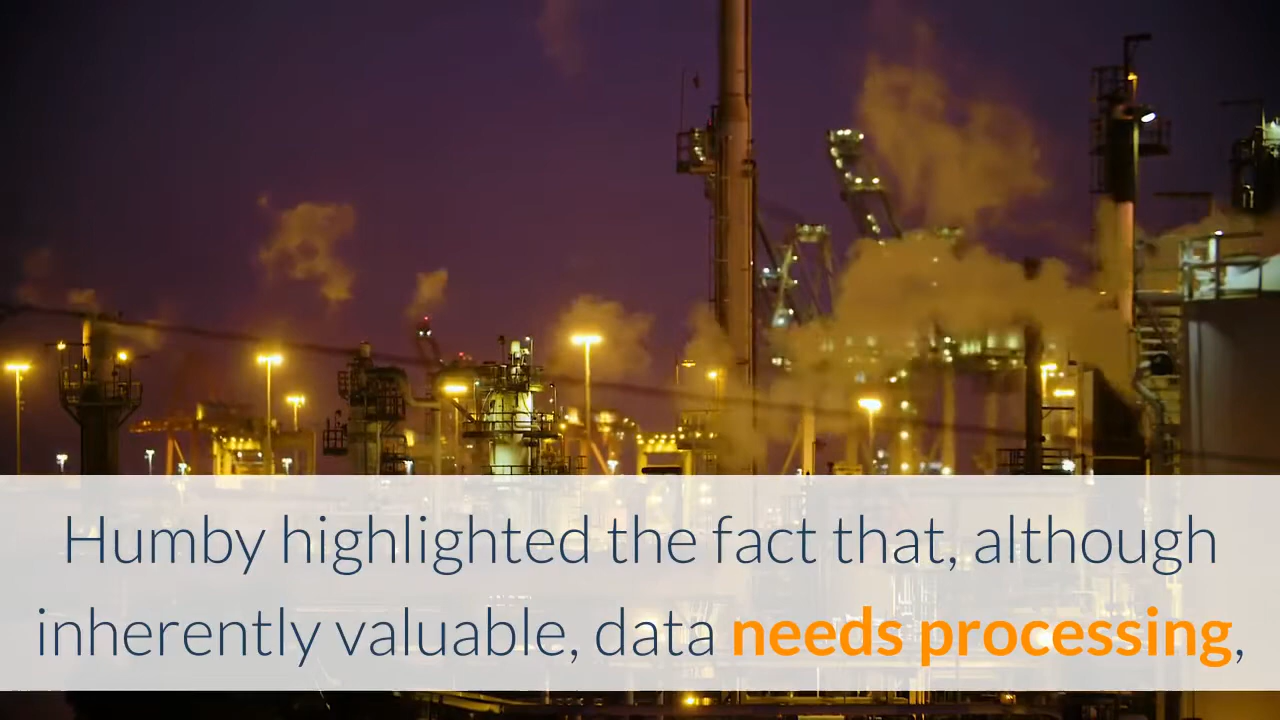 Humby highlighted the fact that, although
inherently valuable, data needs processing,